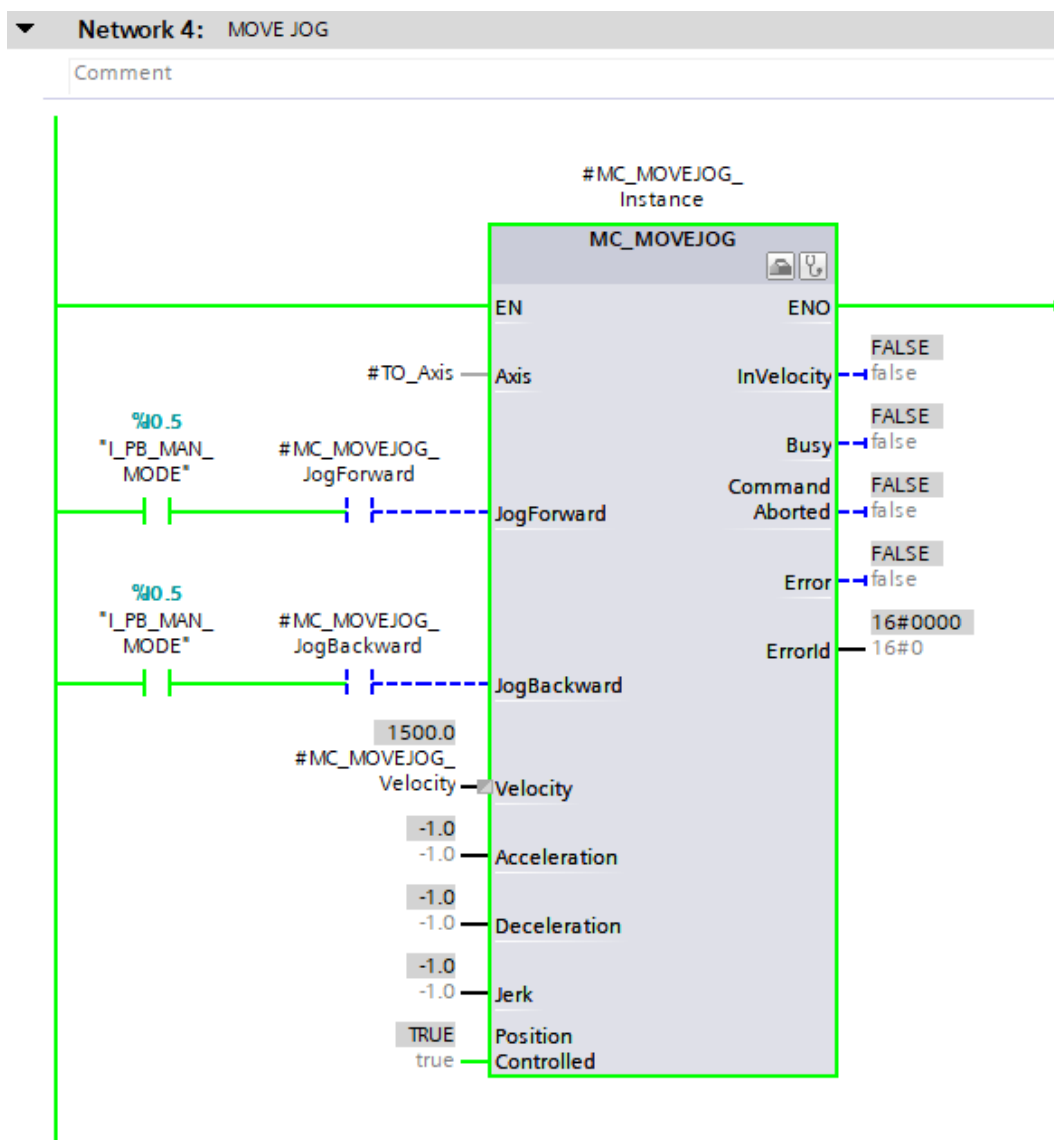 Network 4: MOVE JOG
Comment
#MC_MOVEJOG_
Instance
MC_MOVEJOG
EN
ENO
#TO_Axis
Axis
InVelocity
FALSE
false
Busy
FALSE
false
Command
Aborted
FALSE
false
%I0.5
"I_PB_MAN_
MODE"
#MC_MOVEJOG_
JogForward
JogForward
Error
FALSE
false
ErrorId
16#0000
16#0
%I0.5
"I_PB_MAN_
MODE"
#MC_MOVEJOG_
JogBackward
JogBackward
1500.0
#MC_MOVEJOG_
Velocity
Velocity
-1.0
-1.0
Acceleration
-1.0
-1.0
Deceleration
-1.0
-1.0
Jerk
TRUE
true
Position
Controlled